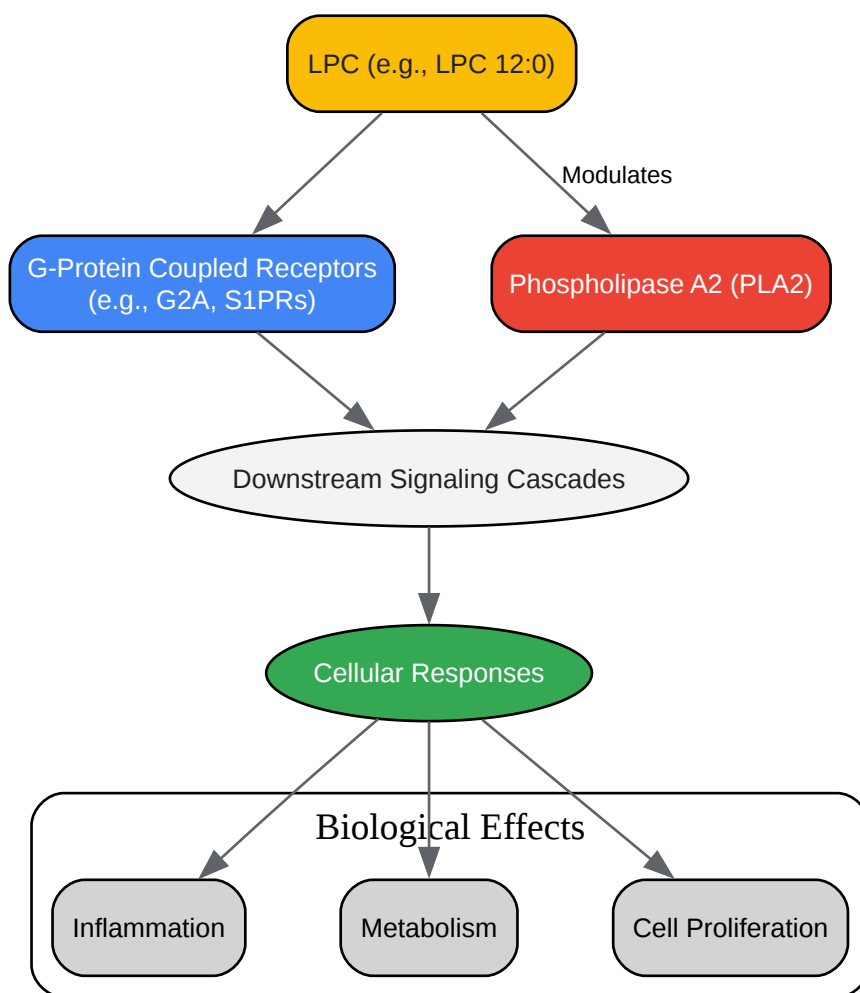 LPC (e.g., LPC 12:0)
Modulates
G-Protein Coupled Receptors
(e.g., G2A, S1PRs)
Phospholipase A2 (PLA2)
Downstream Signaling Cascades
Cellular Responses
Biological Effects
Inflammation
Metabolism
Cell Proliferation